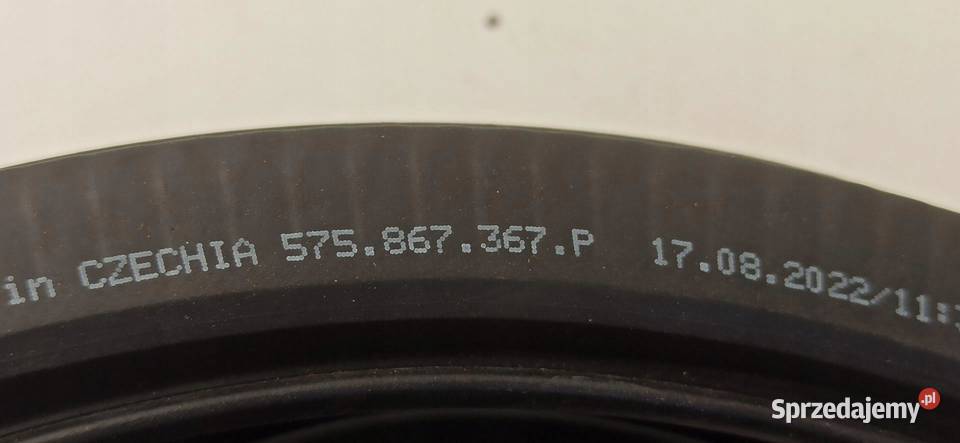 in CZECHIA 575.867.367.P 17.08.2022/11:
Sprzedajemy.pl